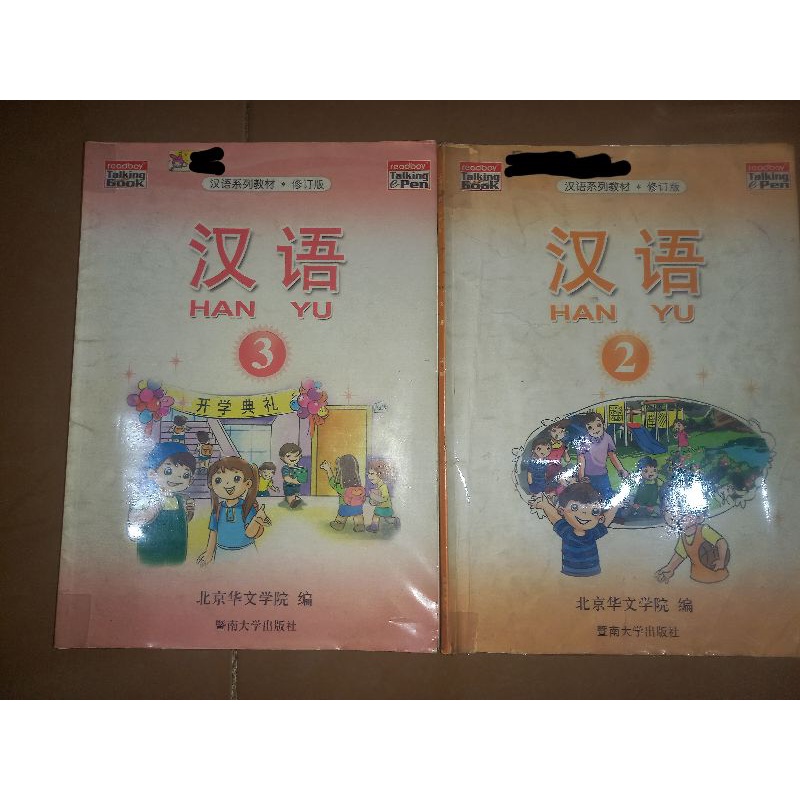 readboy
Talking
Book
汉语系列教材·修订版
readboy
Talking
e-Pen
汉语
HAN YU
3
开学典礼
北京华文学院 编
暨南大学出版社
readboy
Talking
Book
汉语系列教材·修订版
readboy
Talking
e-Pen
汉语
HAN YU
2
北京华文学院 编
暨南大学出版社